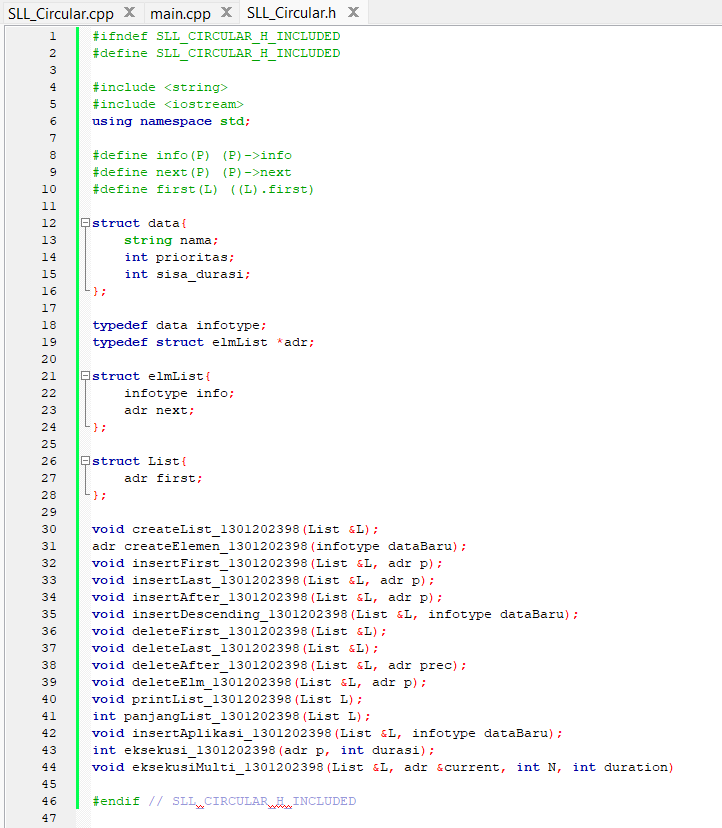 SLL_Circular.cpp X main.cpp X SLL_Circular.h X
1 #ifndef SLL_CIRCULAR_H_INCLUDED
2 #define SLL_CIRCULAR_H_INCLUDED
3
4 #include <string>
5 #include <iostream>
6 using namespace std;
7
8 #define info(P) (P)->info
9 #define next(P) (P)->next
10 #define first(L) ((L).first)
11
12 struct data{
13 string nama;
14 int prioritas;
15 int sisa_durasi;
16 };
17
18 typedef data infotype;
19 typedef struct elmList *adr;
20
21 struct elmList{
22 infotype info;
23 adr next;
24 };
25
26 struct List{
27 adr first;
28 };
29
30 void createList_1301202398(List &L);
31 adr createElemen_1301202398(infotype dataBaru);
32 void insertFirst_1301202398(List &L, adr p);
33 void insertLast_1301202398(List &L, adr p);
34 void insertAfter_1301202398(List &L, adr p);
35 void insertDescending_1301202398(List &L, infotype dataBaru);
36 void deleteFirst_1301202398(List &L);
37 void deleteLast_1301202398(List &L);
38 void deleteAfter_1301202398(List &L, adr prec);
39 void deleteElm_1301202398(List &L, adr p);
40 void printList_1301202398(List L);
41 int panjangList_1301202398(List L);
42 void insertAplikasi_1301202398(List &L, infotype dataBaru);
43 int eksekusi_1301202398(adr p, int durasi);
44 void eksekusiMulti_1301202398(List &L, adr &current, int N, int duration)
45
46 #endif // SLL_CIRCULAR_H_INCLUDED
47